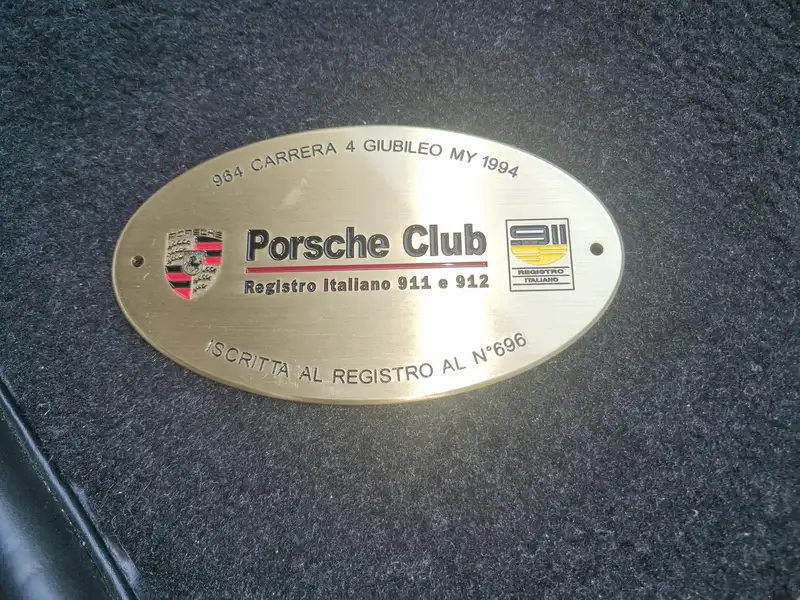 964 CARRERA 4 GIUBILEO MY 1994
PORSCHE
Porsche Club
Registro Italiano 911 e 912
911
REGISTRO
ITALIANO
ISCRITTA AL REGISTRO AL N°696